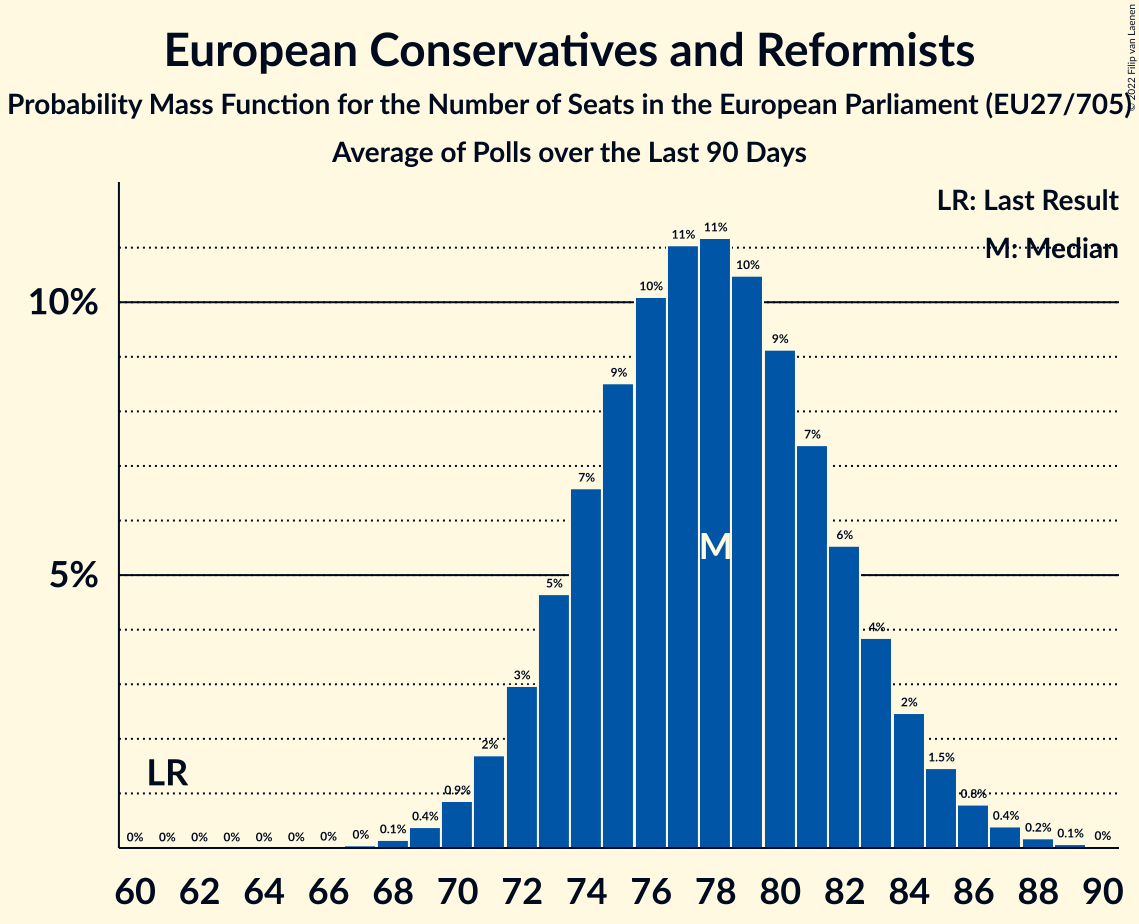 European Conservatives and Reformists
Probability Mass Function for the Number of Seats in the European Parliament (EU27/705)
Average of Polls over the Last 90 Days
© 2022 Filip van Laenen
LR: Last Result
M: Median
10%
5%
LR
M
0% 0% 0% 0% 0% 0% 0% 0% 0.1% 0.4% 0.9% 2% 3% 5% 7% 9% 10% 11% 11% 10% 9% 7% 6% 4% 2% 1.5% 0.8% 0.4% 0.2% 0.1% 0%
60 62 64 66 68 70 72 74 76 78 80 82 84 86 88 90